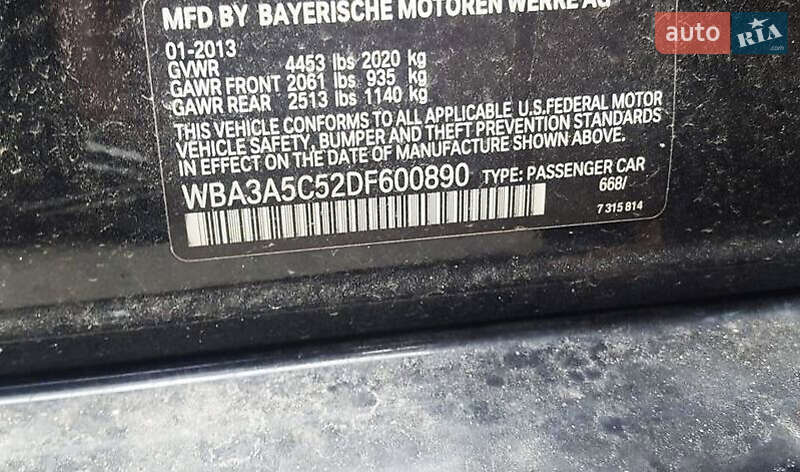 MFD BY BAYERISCHE MOTOREN WERKE AG
01-2013
GVWR 4453 lbs 2020 kg
GAWR FRONT 2061 lbs 935 kg
GAWR REAR 2513 lbs 1140 kg
THIS VEHICLE CONFORMS TO ALL APPLICABLE U.S.FEDERAL MOTOR
VEHICLE SAFETY, BUMPER AND THEFT PREVENTION STANDARDS
IN EFFECT ON THE DATE OF MANUFACTURE SHOWN ABOVE.
WBA3A5C52DF600890 TYPE: PASSENGER CAR
668/
7 315 814
auto RIA
.com